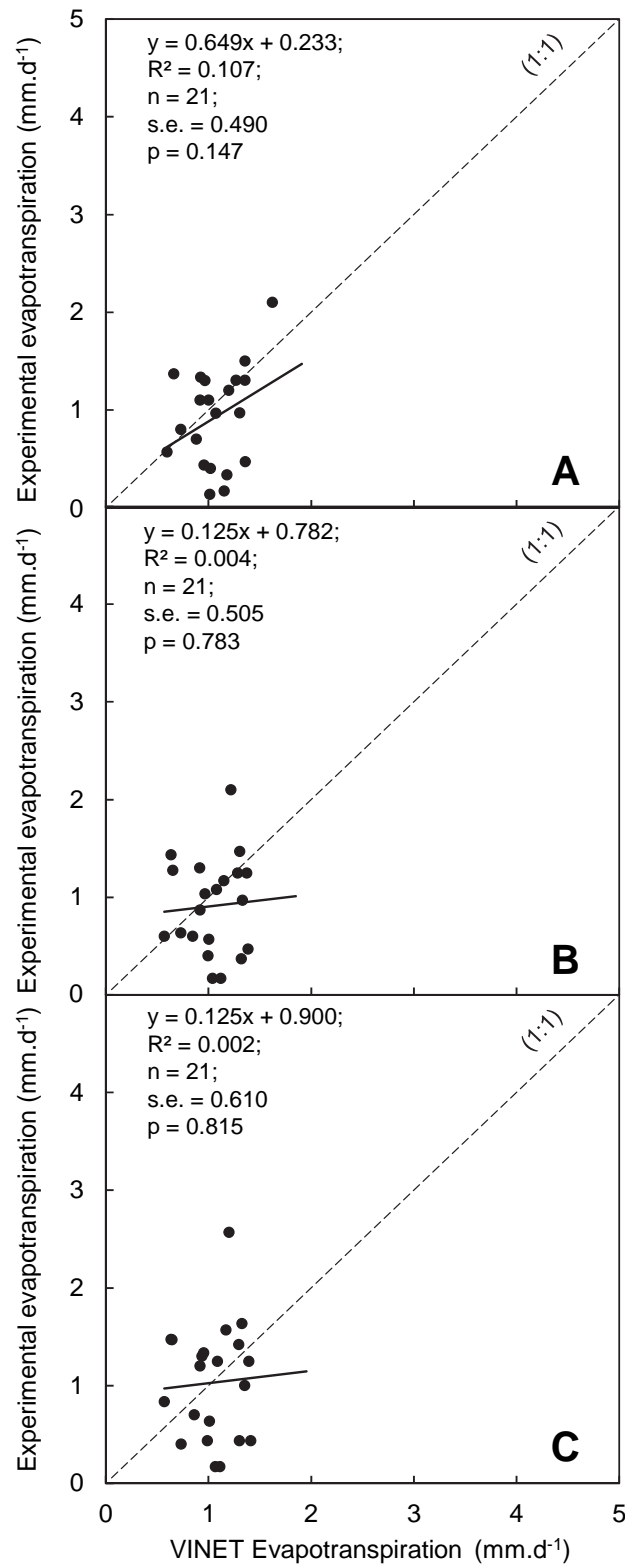 5
y = 0.649x + 0.233;
(1:1)
R² = 0.107;
n = 21;
4
s.e. = 0.490
p = 0.147
3
2
1
A
0
Experimental evapotranspiration (mm.d-1)
y = 0.125x + 0.782;
(1:1)
R² = 0.004;
n = 21;
4
s.e. = 0.505
p = 0.783
3
2
1
B
0
Experimental evapotranspiration (mm.d-1)
y = 0.125x + 0.900;
(1:1)
R² = 0.002;
n = 21;
4
s.e. = 0.610
p = 0.815
3
2
1
C
0
Experimental evapotranspiration (mm.d-1)
0 1 2 3 4 5
VINET Evapotranspiration (mm.d-1)